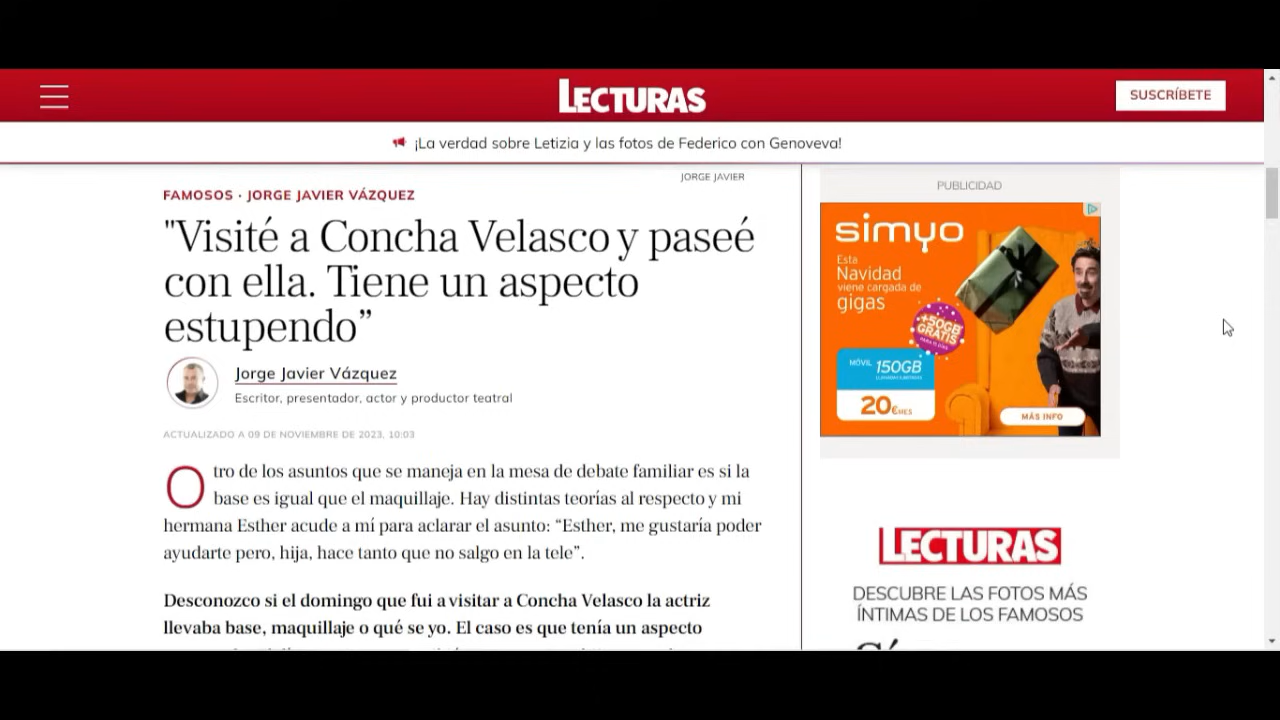 LECTURAS
SUSCRÍBETE
¡La verdad sobre Letizia y las fotos de Federico con Genoveva!
JORGE JAVIER
FAMOSOS · JORGE JAVIER VÁZQUEZ
"Visité a Concha Velasco y paseé
con ella. Tiene un aspecto
estupendo”
Jorge Javier Vázquez
Escritor, presentador, actor y productor teatral
ACTUALIZADO A 09 DE NOVIEMBRE DE 2023, 10:03
Otro de los asuntos que se maneja en la mesa de debate familiar es si la
base es igual que el maquillaje. Hay distintas teorías al respecto y mi
hermana Esther acude a mí para aclarar el asunto: “Esther, me gustaría poder
ayudarte pero, hija, hace tanto que no salgo en la tele”.
Desconozco si el domingo que fui a visitar a Concha Velasco la actriz
llevaba base, maquillaje o qué se yo. El caso es que tenía un aspecto
PUBLICIDAD
simyo
Esta
Navidad
viene cargada de
gigas
+50GB
GRATIS
MÓVIL 150GB
20€/MES
MÁS INFO
LECTURAS
DESCUBRE LAS FOTOS MÁS
ÍNTIMAS DE LOS FAMOSOS